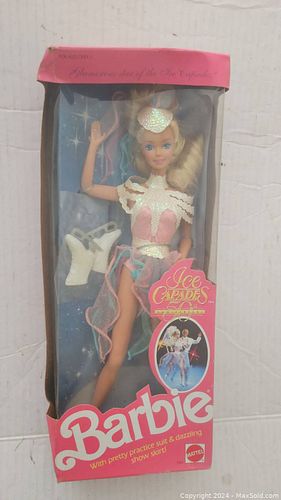 Glamorous star of the Ice Capades!
Ice
CAPADES
50
Barbie
With pretty practice suit & dazzling
show skirt!
MATTEL
Copyright 2024 - MaxSold.com